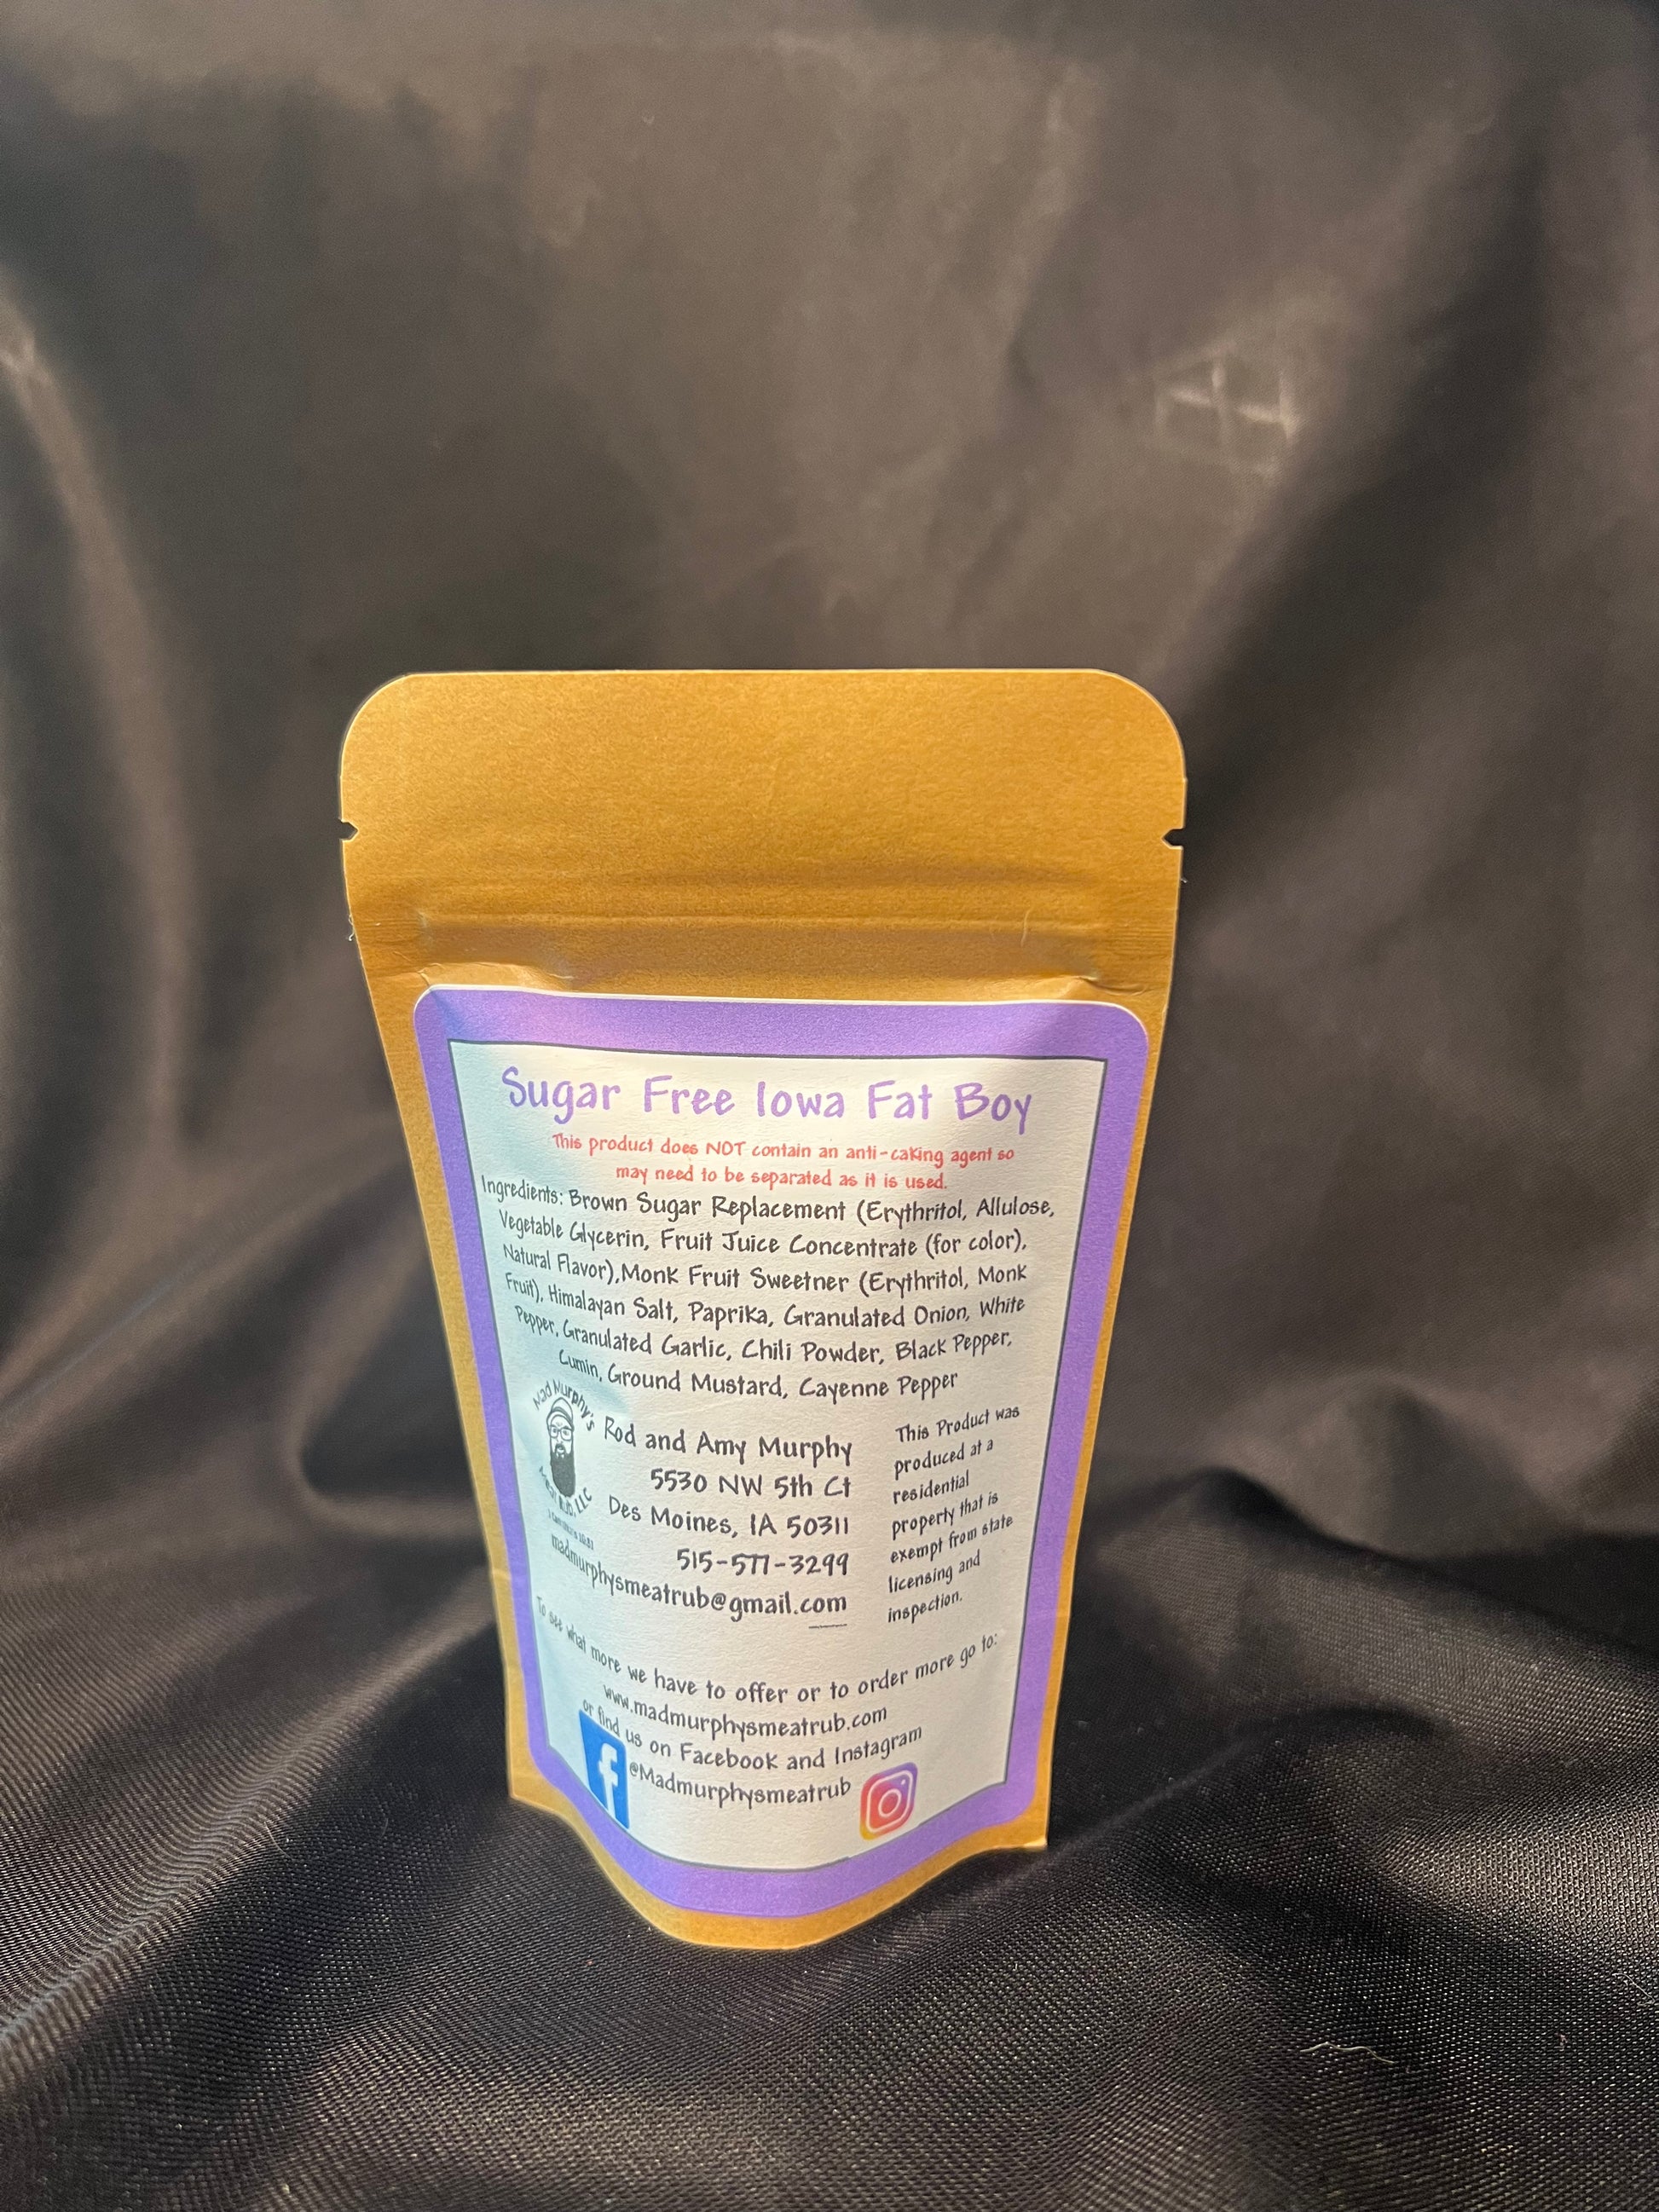 Sugar Free Iowa Fat Boy
This product does NOT contain an anti-caking agent so
may need to be separated as it is used.
Ingredients: Brown Sugar Replacement (Erythritol, Allulose,
Vegetable Glycerin, Fruit Juice Concentrate (for color),
Natural Flavor),Monk Fruit Sweetner (Erythritol, Monk
Fruit), Himalayan Salt, Paprika, Granulated Onion, White
Pepper, Granulated Garlic, Chili Powder, Black Pepper,
Cumin, Ground Mustard, Cayenne Pepper
Mad Murphy's
LLC
Rod and Amy Murphy
5530 NW 5th Ct
Des Moines, IA 50311
515-577-3299
madmurphysmeatrub@gmail.com
This Product was
produced at a
residential
property that is
exempt from state
licensing and
inspection.
To see what more we have to offer or to order more go to:
www.madmurphysmeatrub.com
or find us on Facebook and Instagram
@Madmurphysmeatrub